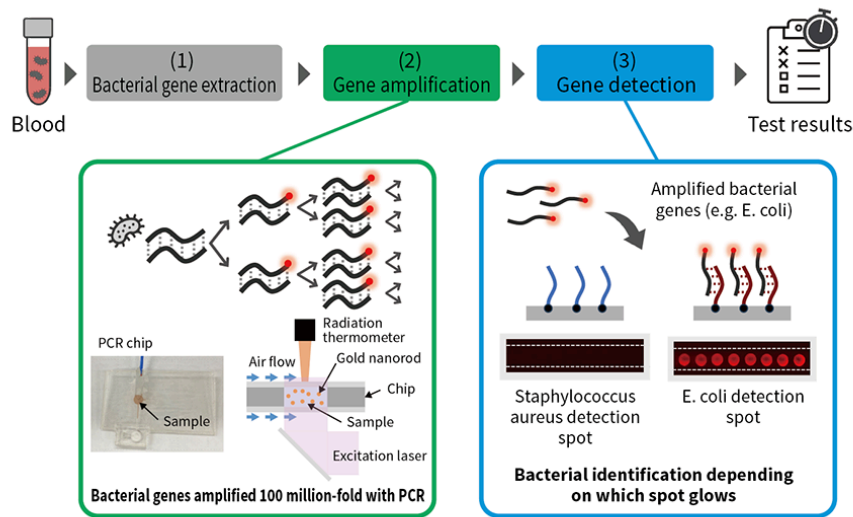 (1)
Bacterial gene extraction
(2)
Gene amplification
(3)
Gene detection
Blood
Test results
Amplified bacterial
genes (e.g. E. coli)
PCR chip
Sample
Radiation
thermometer
Air flow
Gold nanorod
Chip
Sample
Excitation laser
Bacterial genes amplified 100 million-fold with PCR
Staphylococcus
aureus detection
spot
E. coli detection
spot
Bacterial identification depending
on which spot glows